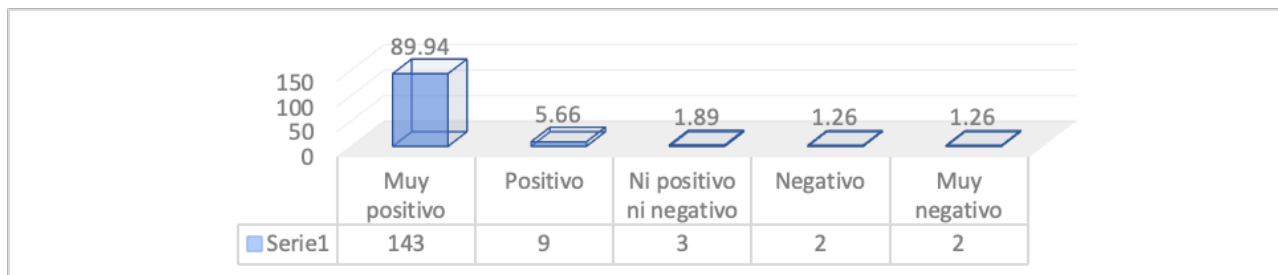 89.94
5.66
1.89
1.26
1.26
150
100
50
0
Muy positivo
Positivo
Ni positivo ni negativo
Negativo
Muy negativo
Serie1 143 9 3 2 2